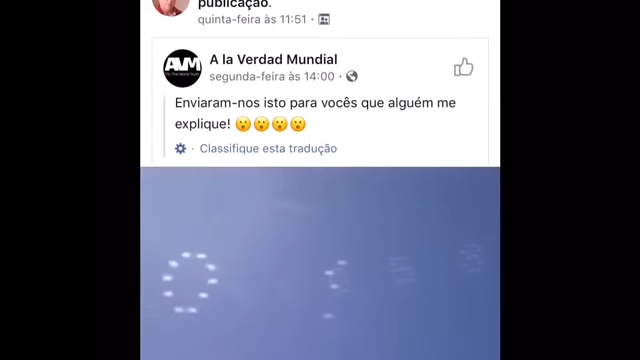 publicação.
quinta-feira às 11:51 ·
AVM
A la Verdad Mundial
segunda-feira às 14:00 ·
Enviaram-nos isto para vocês que alguém me
explique! 😮😮😮😮
· Classifique esta tradução